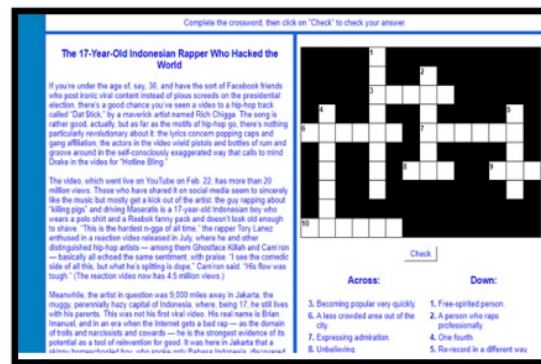 Complete the crossword, then click on "Check" to check your answer.
The 17-Year-Old Indonesian Rapper Who Hacked the
World
If you're under the age of, say, 30, and have the sort of Facebook friends
who post ironic viral content instead of pious screeds on the presidential
election, there's a good chance you've seen a video to a hip-hop track
called "Dat Stick," by a maverick artist named Rich Chigga. The song is
rather good, actually, but as far as the motifs of hip-hop go, there's nothing
particularly revolutionary about it: the lyrics concern popping caps and
gang affiliation, the actors in the video wield pistols and bottles of rum and
groove around in the self-consciously exaggerated way that calls to mind
Drake in the video for "Hotline Bling."
The video, which went live on YouTube on Feb. 22, has more than 20
million views. Those who have shared it on social media seem to sincerely
like the music but mostly get a kick out of the artist: the guy rapping about
"killing pigs" and driving Maseratis is a 17-year-old Indonesian boy who
wears a polo shirt and a Reebok fanny pack and doesn't look old enough
to shave. "This is the hardest n-gga of all time," the rapper Tory Lanez
enthused in a reaction video released in July, where he and other
distinguished hip-hop artists — among them Ghostface Killah and Cam'ron
— basically all echoed the same sentiment, with praise. "I see the comedic
side of all this, but what he's spitting is dope," Cam'ron said. "His flow was
tough." (The reaction video now has 4.5 million views.)
Meanwhile, the artist in question was 9,000 miles away in Jakarta, the
muggy, perennially hazy capital of Indonesia, where, being 17, he still lives
with his parents. This was not his first viral video. His real name is Brian
Imanuel, and in an era when the Internet gets a bad rap — as the domain
of trolls and narcissists and cowards — he is the strongest evidence of its
potential as a tool of reinvention for good. It was here in Jakarta that a
skinny homeschooled boy, who spoke only Bahasa Indonesia, discovered
1
2
3
4
5
6
7
8
9
10
Check
Across:
3. Becoming popular very quickly.
6. A less crowded area out of the
city.
7. Expressing admiration.
8. Unbelieving.
Down:
1. Free-spirited person.
2. A person who raps
professionally.
4. One fourth
5. Re-record in a different way.